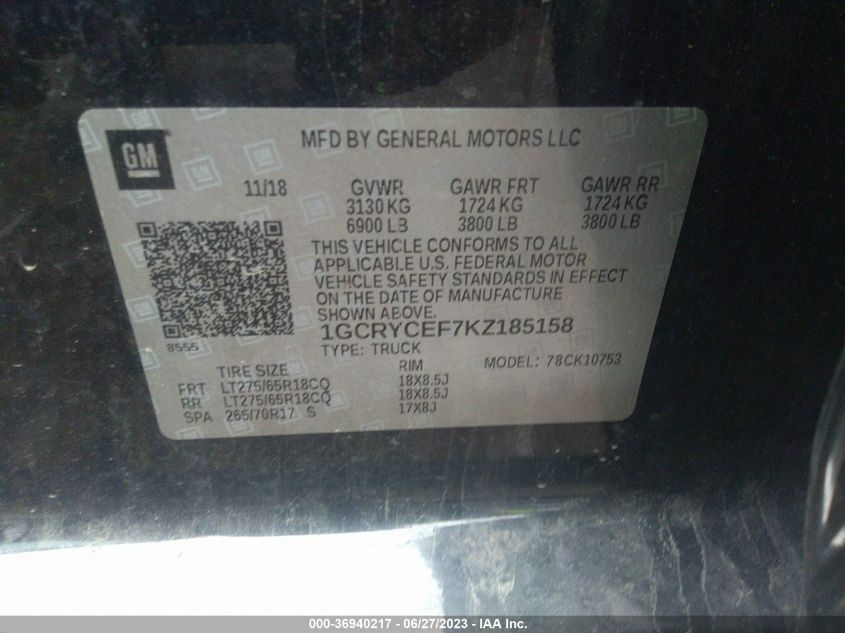 GM
MFD BY GENERAL MOTORS LLC
11/18 GVWR GAWR FRT GAWR RR
3130 KG 1724 KG 1724 KG
6900 LB 3800 LB 3800 LB
THIS VEHICLE CONFORMS TO ALL
APPLICABLE U.S. FEDERAL MOTOR
VEHICLE SAFETY STANDARDS IN EFFECT
ON THE DATE OF MANUFACTURE
SHOWN ABOVE.
8555
1GCRYCEF7KZ185158
TYPE: TRUCK MODEL: 78CK10753
TIRE SIZE RIM
FRT LT275/65R18CQ 18X8.5J
RR LT275/65R18CQ 18X8.5J
SPA 265/70R17 S 17X8J
000-36940217 - 06/27/2023 - © IAA Inc.